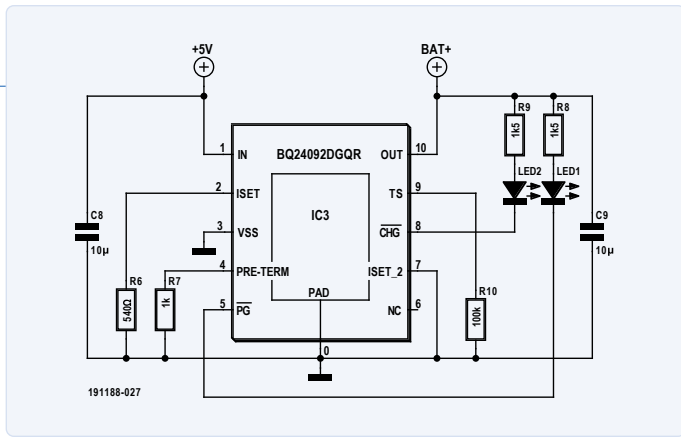 +5V
BAT+
R9
R8
1k5
1k5
1
IN
BQ24092DGQR
OUT
10
LED2
LED1
2
ISET
TS
9
IC3
C8
10µ
3
VSS
CHG
8
C9
10µ
4
PRE-TERM
ISET_2
7
R6
R7
540Ω
1k
PAD
R10
100k
5
PG
NC
6
0
191188-027